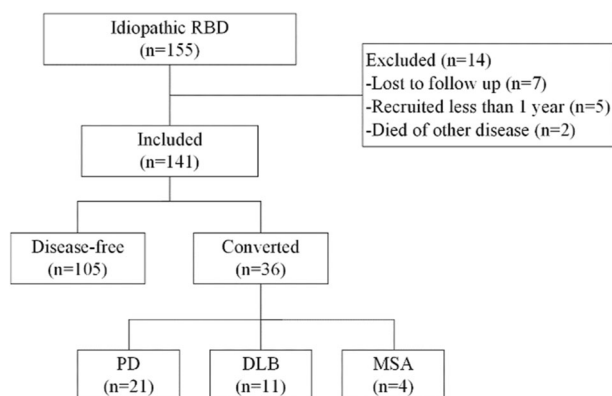 Idiopathic RBD
(n=155)
Excluded (n=14)
-Lost to follow up (n=7)
-Recruited less than 1 year (n=5)
-Died of other disease (n=2)
Included
(n=141)
Disease-free
(n=105)
Converted
(n=36)
PD
(n=21)
DLB
(n=11)
MSA
(n=4)